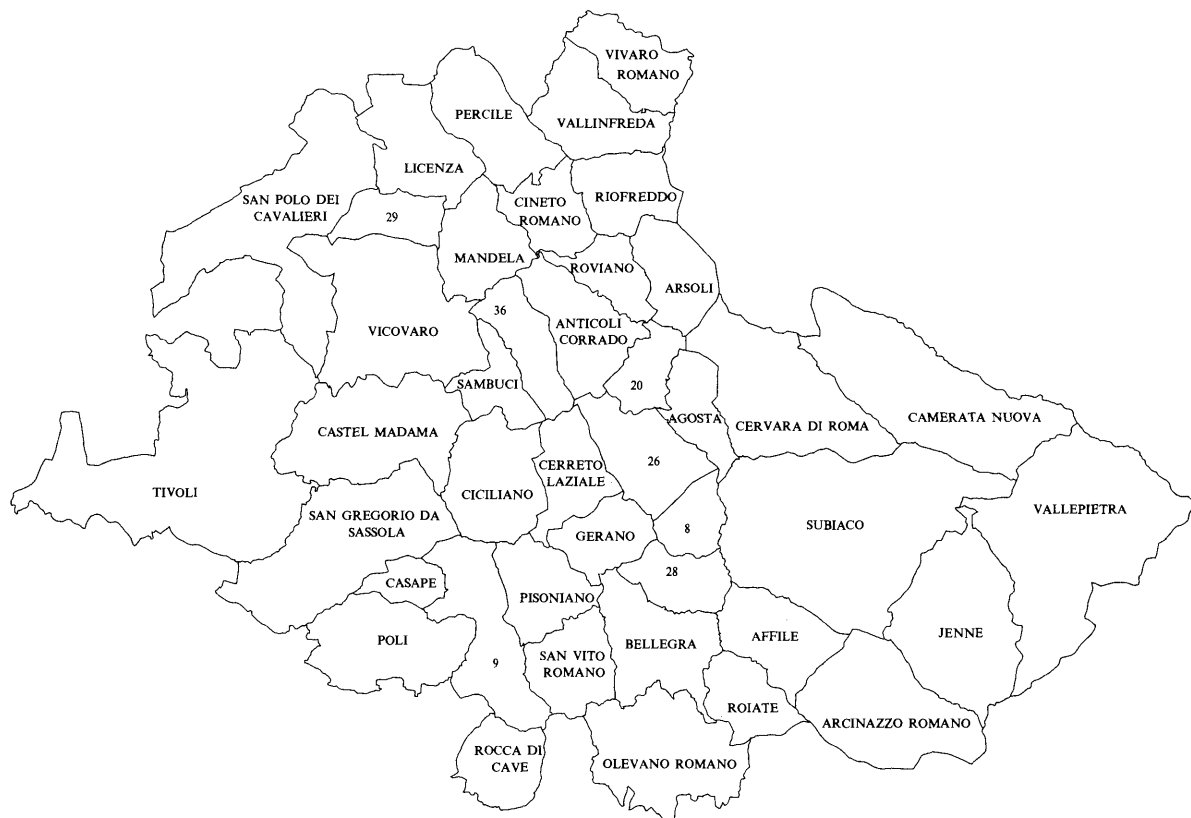 VIVARO
ROMANO
PERCILE
VALLINFREDA
LICENZA
SAN POLO DEI
CAVALIERI
29
CINETO
ROMANO
RIOFREDDO
MANDELA
ROVIANO
ARSOLI
36
VICOVARO
ANTICOLI
CORRADO
SAMBUCI
20
AGOSTA
CERVARA DI ROMA
CAMERATA NUOVA
CASTEL MADAMA
TIVOLI
CICILIANO
CERRETO
LAZIALE
26
SAN GREGORIO DA
SASSOLA
GERANO
8
SUBIACO
VALLEPIETRA
CASAPE
PISONIANO
28
POLI
9
SAN VITO
ROMANO
BELLEGRA
AFFILE
JENNE
ROIATE
ARCINAZZO ROMANO
ROCCA DI
CAVE
OLEVANO ROMANO